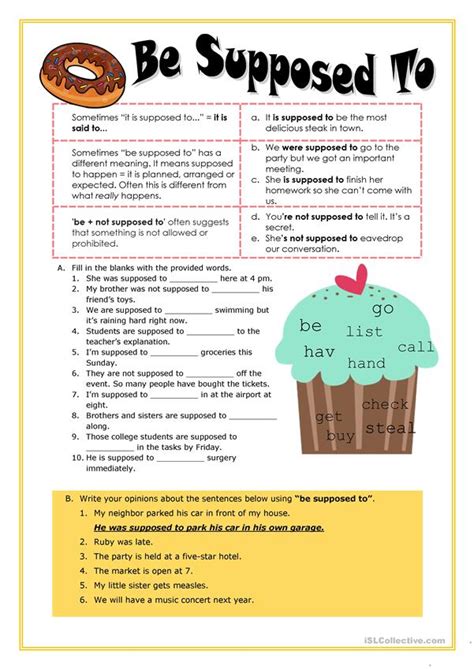 Be Supposed To
Sometimes "it is supposed to..." = it is
said to...
a. It is supposed to be the most
delicious steak in town.
Sometimes "be supposed to" has a
different meaning. It means supposed
to happen = it is planned, arranged or
expected. Often this is different from
what really happens.
b. We were supposed to go to the
party but we got an important
meeting.
c. She is supposed to finish her
homework so she can't come with
us.
'be + not supposed to' often suggests
that something is not allowed or
prohibited.
d. You're not supposed to tell it. It's a
secret.
e. She's not supposed to eavedrop
our conversation.
A. Fill in the blanks with the provided words.
1. She was supposed to __________ here at 4 pm.
2. My brother was not supposed to __________ his
friend's toys.
3. We are supposed to __________ swimming but
it's raining hard right now.
4. Students are supposed to __________ to the
teacher's explanation.
5. I'm supposed to __________ groceries this
Sunday.
6. They are not supposed to __________ off the
event. So many people have bought the tickets.
7. I'm supposed to __________ in at the airport at
eight.
8. Brothers and sisters are supposed to __________
along.
9. Those college students are supposed to
__________ in the tasks by Friday.
10. He is supposed to __________ surgery
immediately.
go
be
list
call
hav
hand
check
get
steal
buy
B. Write your opinions about the sentences below using "be supposed to".
1. My neighbor parked his car in front of my house.
He was supposed to park his car in his own garage.
2. Ruby was late.
3. The party is held at a five-star hotel.
4. The market is open at 7.
5. My little sister gets measles.
6. We will have a music concert next year.
iSLCollective.com